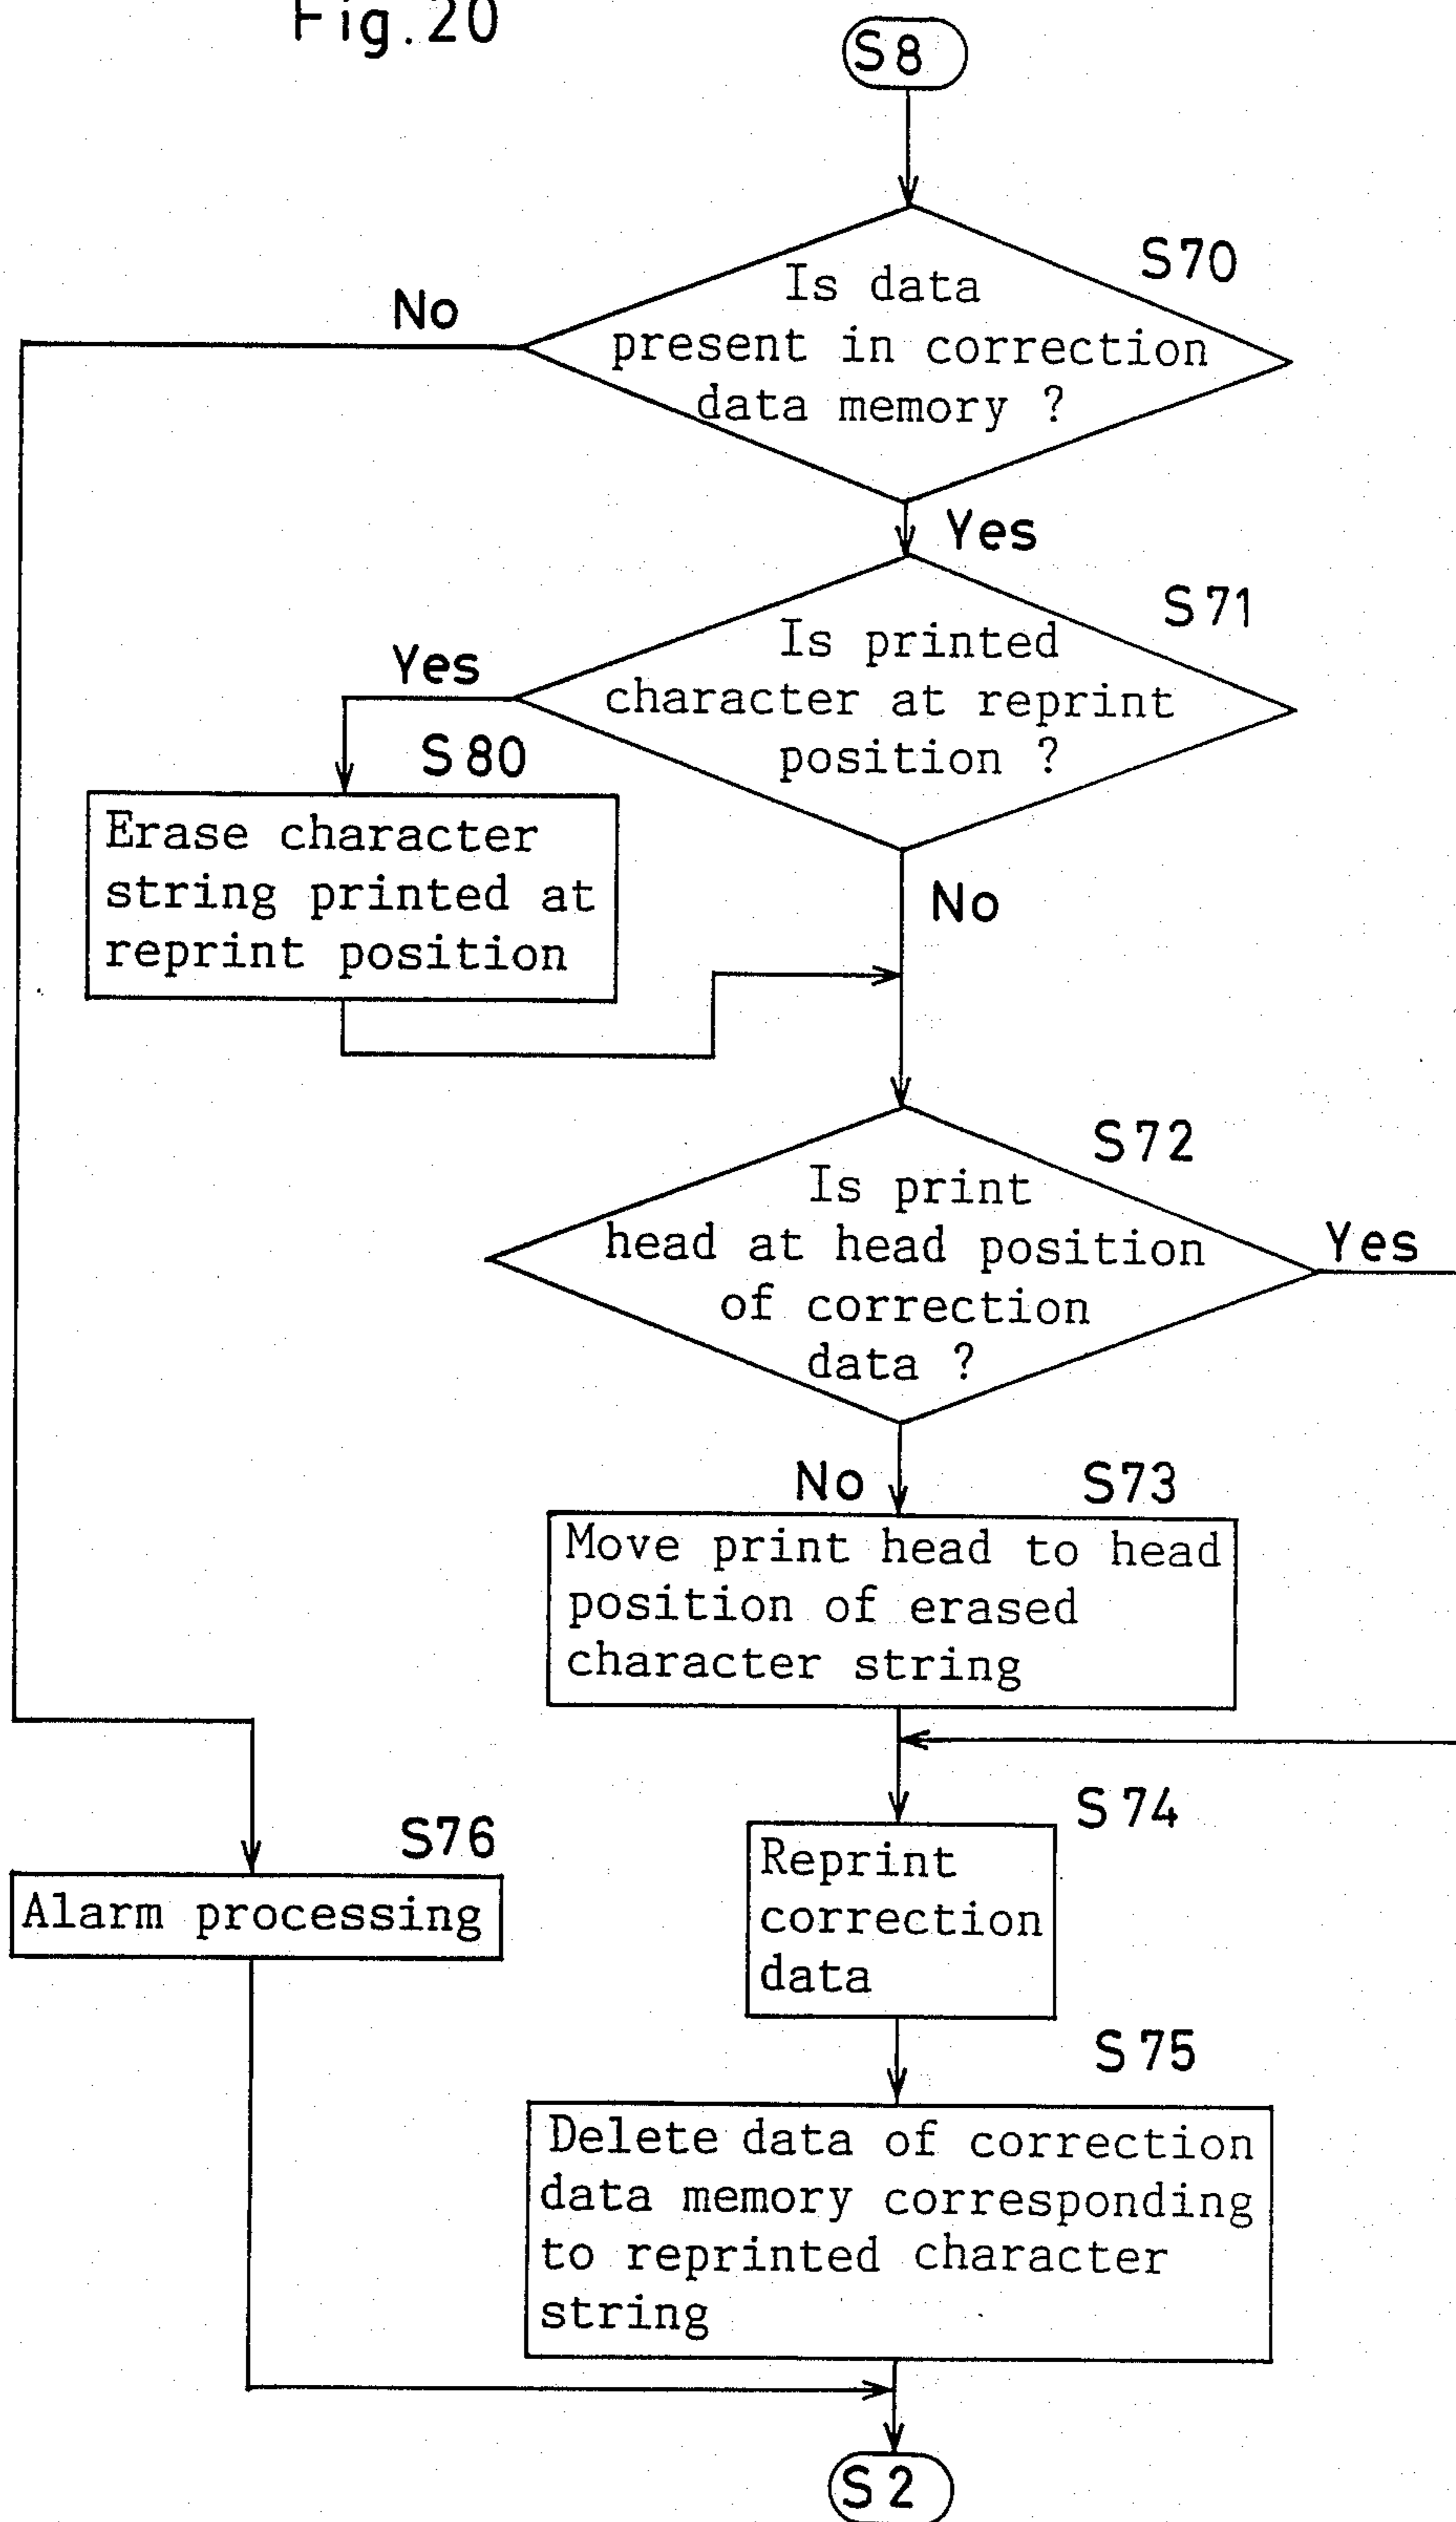 Fig.20
S8
S70
Is data
present in correction
data memory ?
No
Yes
S71
Is printed
character at reprint
position ?
Yes
S80
Erase character
string printed at
reprint position
No
S72
Is print
head at head position
of correction
data ?
Yes
No
S73
Move print head to head
position of erased
character string
S74
Reprint
correction
data
S76
Alarm processing
S75
Delete data of correction
data memory corresponding
to reprinted character
string
S2